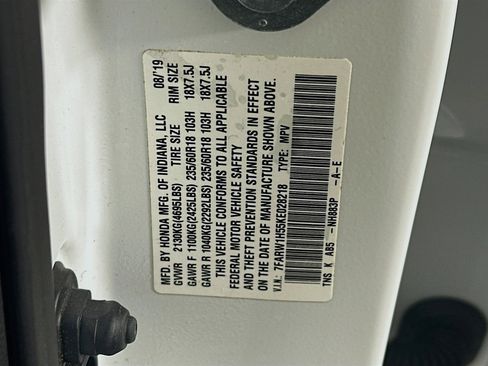 MFD. BY HONDA MFG. OF INDIANA, LLC 08/'19
GVWR 2130KG(4695LBS) TIRE SIZE RIM SIZE
GAWR F 1100KG(2425LBS) 235/60R18 103H 18X7.5J
GAWR R 1040KG(2292LBS) 235/60R18 103H 18X7.5J
THIS VEHICLE CONFORMS TO ALL APPLICABLE
FEDERAL MOTOR VEHICLE SAFETY
AND THEFT PREVENTION STANDARDS IN EFFECT
ON THE DATE OF MANUFACTURE SHOWN ABOVE.
V.I.N.: 7FARW1H55KE028218 TYPE: MPV
TNS K AB5 -NH883P -A-E